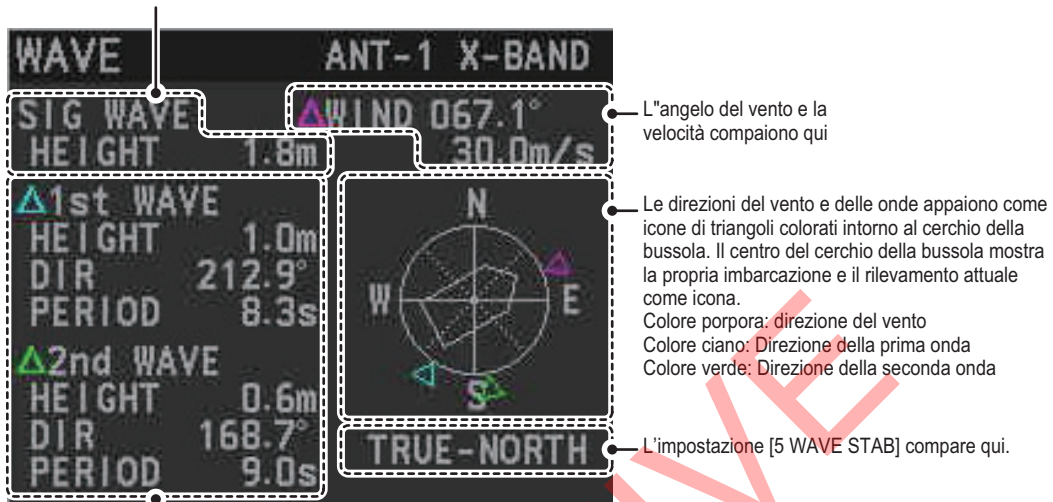 WAVE ANT-1 X-BAND
SIG WAVE
HEIGHT 1.8m
WIND 067.1°
30.0m/s
1st WAVE
HEIGHT 1.0m
DIR 212.9°
PERIOD 8.3s
2nd WAVE
HEIGHT 0.6m
DIR 168.7°
PERIOD 9.0s
N
W
E
S
TRUE-NORTH
L"angelo del vento e la
velocità compaiono qui
Le direzioni del vento e delle onde appaiono come
icone di triangoli colorati intorno al cerchio della
bussola. Il centro del cerchio della bussola mostra
la propria imbarcazione e il rilevamento attuale
come icona.
Colore porpora: direzione del vento
Colore ciano: Direzione della prima onda
Colore verde: Direzione della seconda onda
L'impostazione [5 WAVE STAB] compare qui.